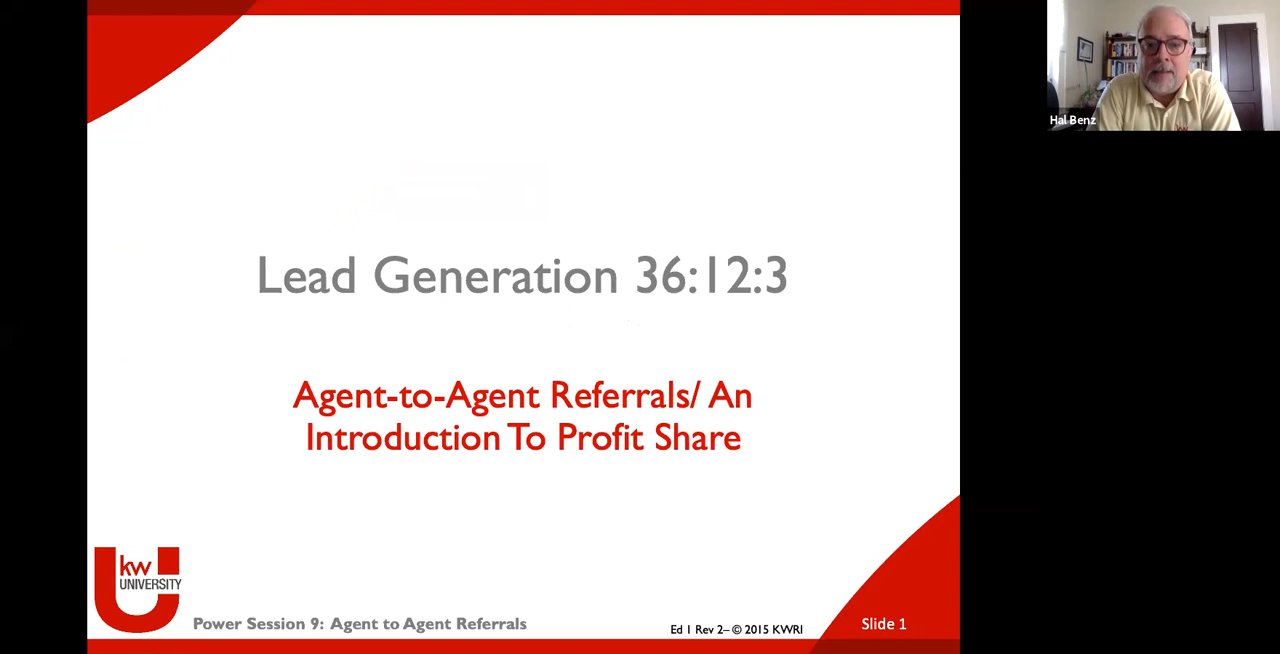 Lead Generation 36:12:3
Agent-to-Agent Referrals/ An
Introduction To Profit Share
kw
UNIVERSITY
Power Session 9: Agent to Agent Referrals
Ed 1 Rev 2– © 2015 KWRI
Slide 1
Hal Benz
kw